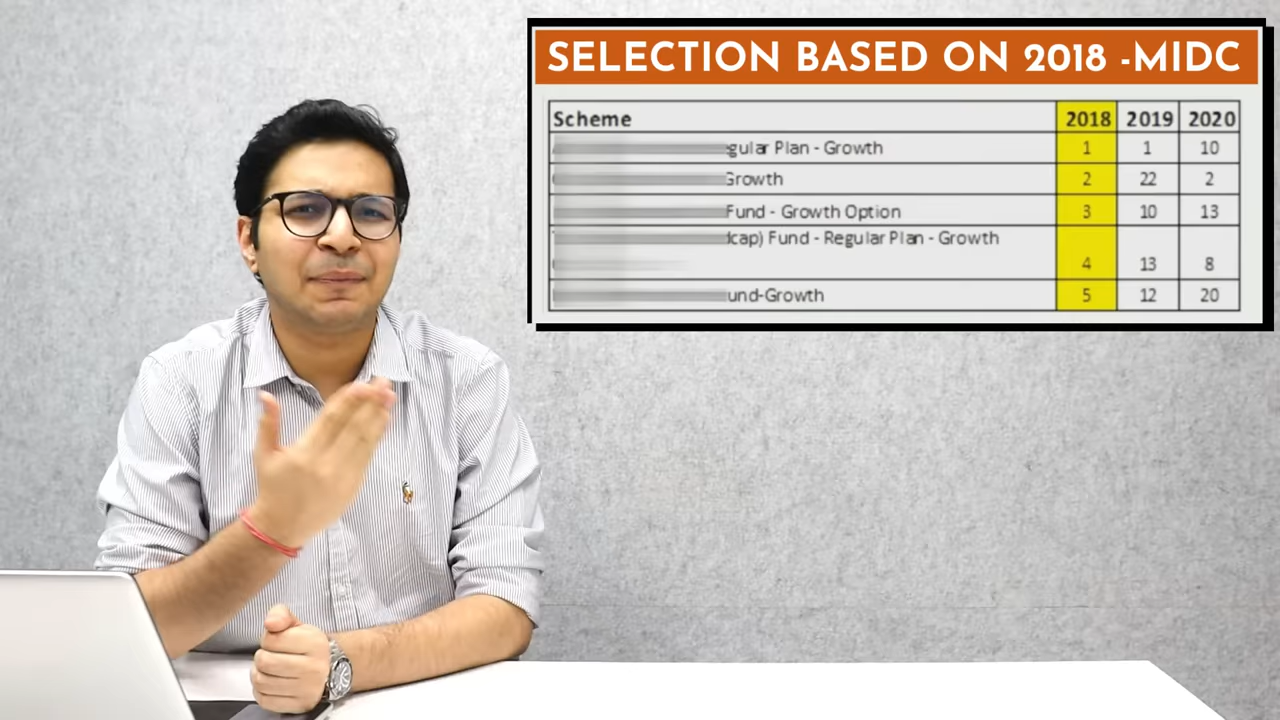 SELECTION BASED ON 2018 -MIDC
Scheme 2018 2019 2020
gular Plan - Growth 1 1 10
Growth 2 22 2
Fund - Growth Option 3 10 13
cap) Fund - Regular Plan - Growth
4 13 8
und-Growth 5 12 20